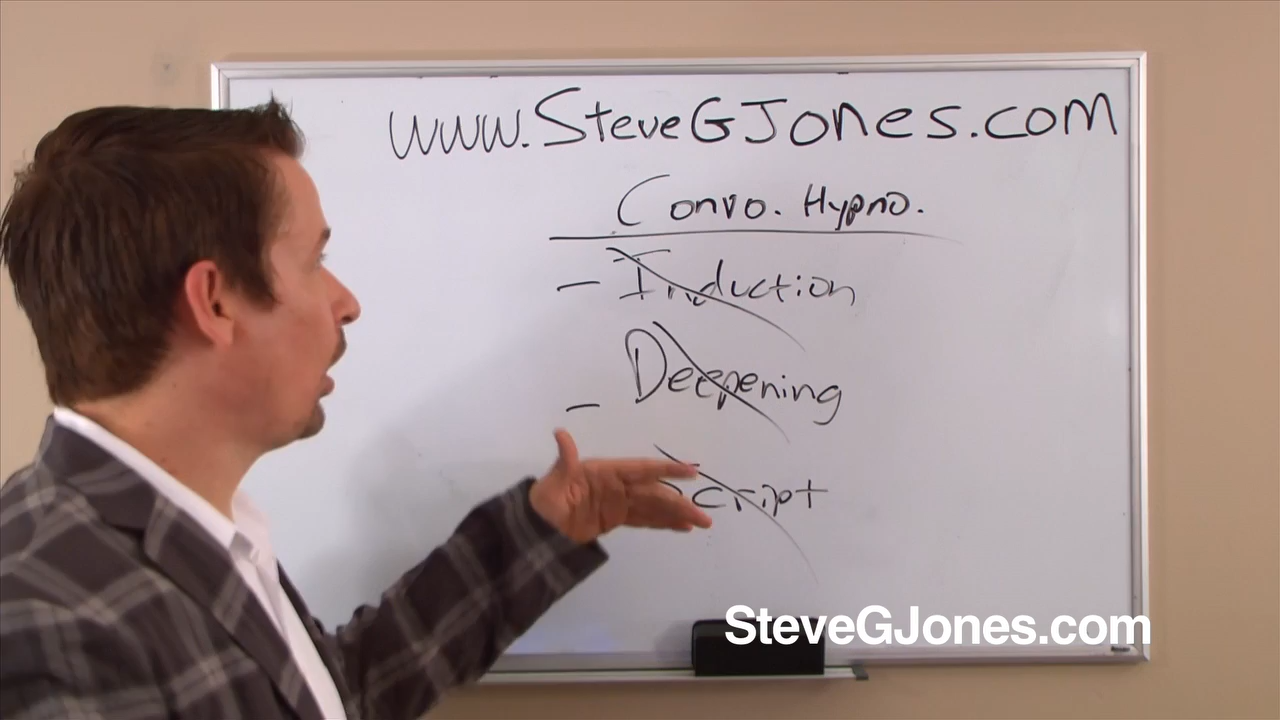 www.SteveGJones.com
Convo. Hypno.
– Induction
– Deepening
Script
SteveGJones.com